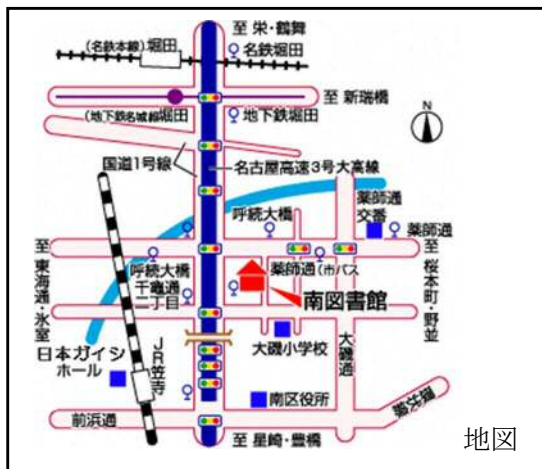 至 栄・鶴舞
(名鉄本線)堀田
名鉄堀田
至 新瑞橋
(地下鉄名城線)堀田
地下鉄堀田
N
国道1号線
名古屋高速3号大高線
呼続大橋
薬師通
交番
薬師通
至 東海通・氷室
呼続大橋
薬師通(市バス
至 桜本町・野並
千竈通
二丁目
南図書館
日本ガイシ
ホール
JR笠寺
大磯小学校
大磯通
南区役所
前浜通
至 星崎・豊橋
地図